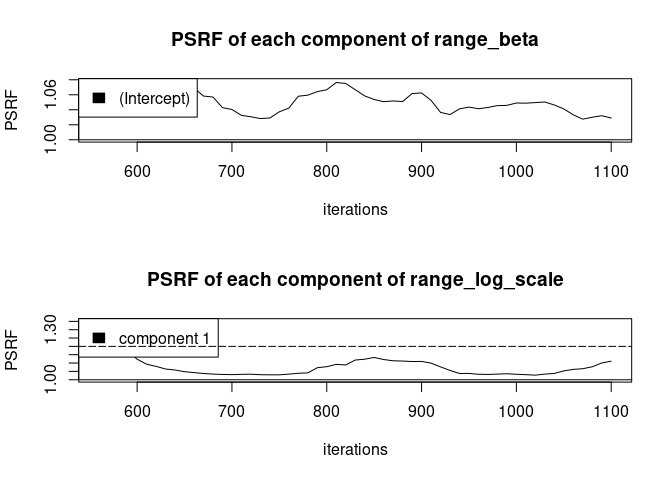 PSRF of each component of range_beta
PSRF
1.00
1.06
(Intercept)
600 700 800 900 1000 1100
iterations
PSRF of each component of range_log_scale
PSRF
1.00
1.30
component 1
600 700 800 900 1000 1100
iterations